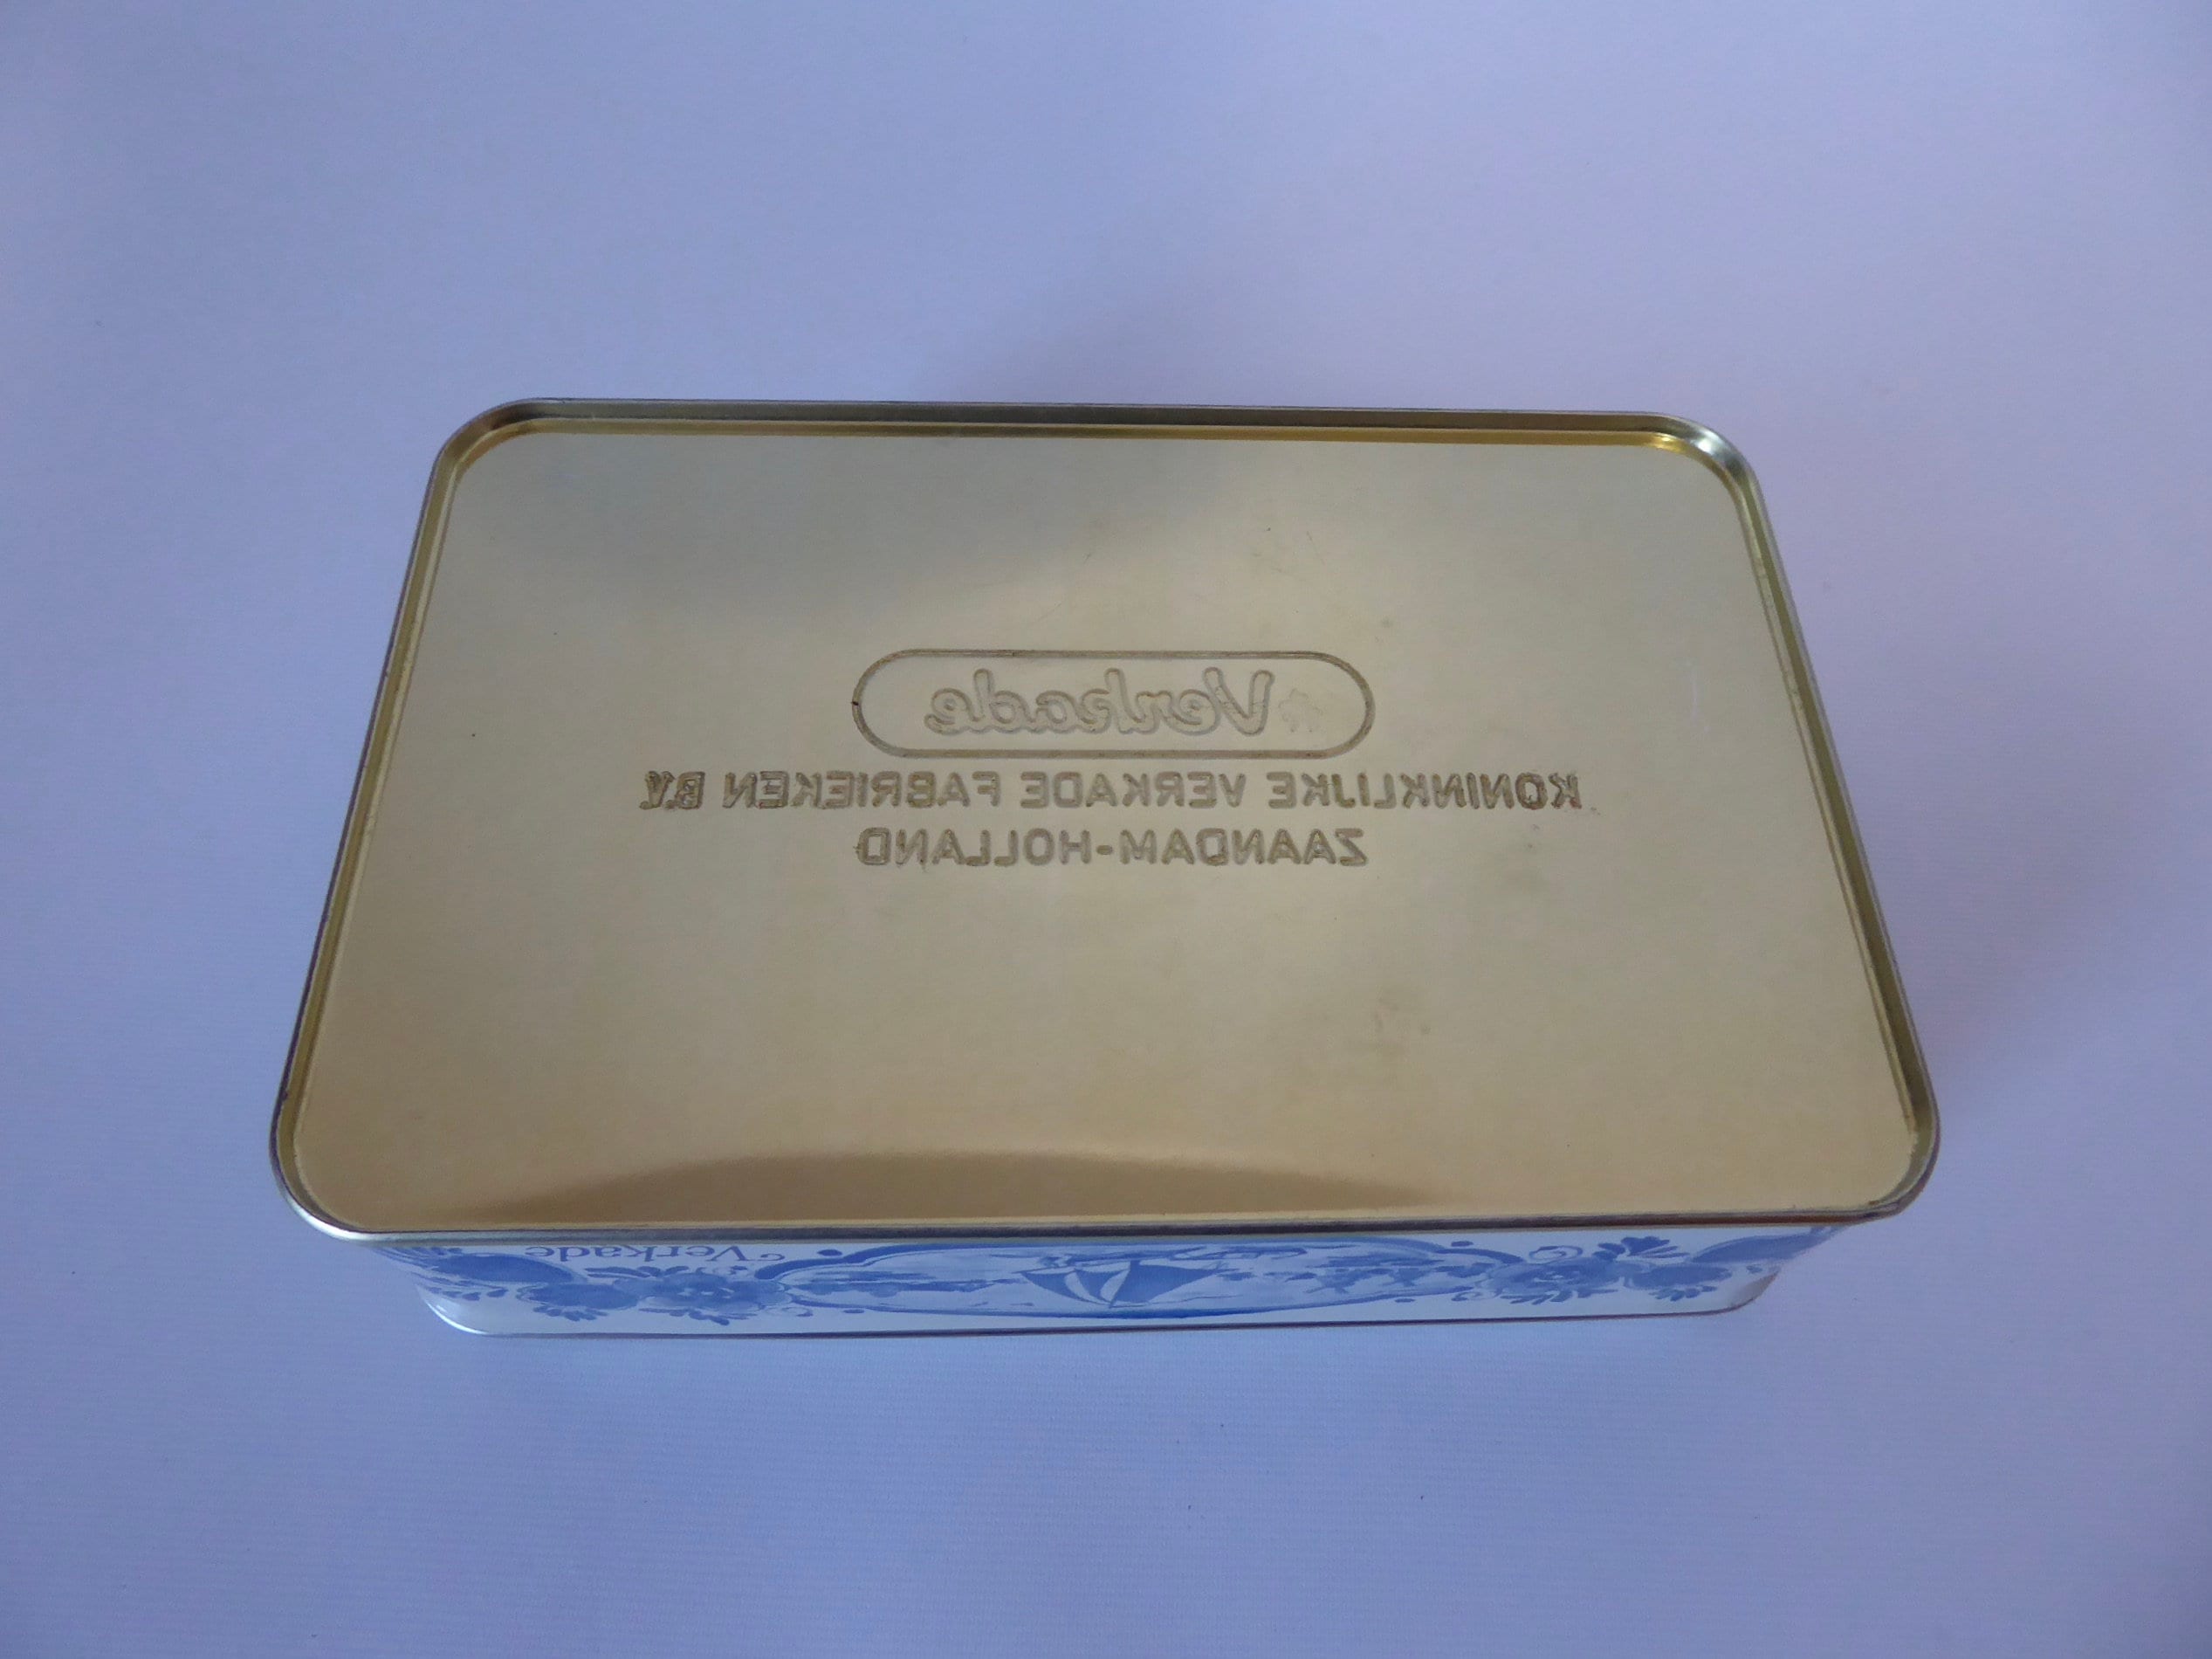 Verkade
KONINKLIJKE VERKADE FABRIEKEN B.V.
ZAANDAM-HOLLAND
Verkade